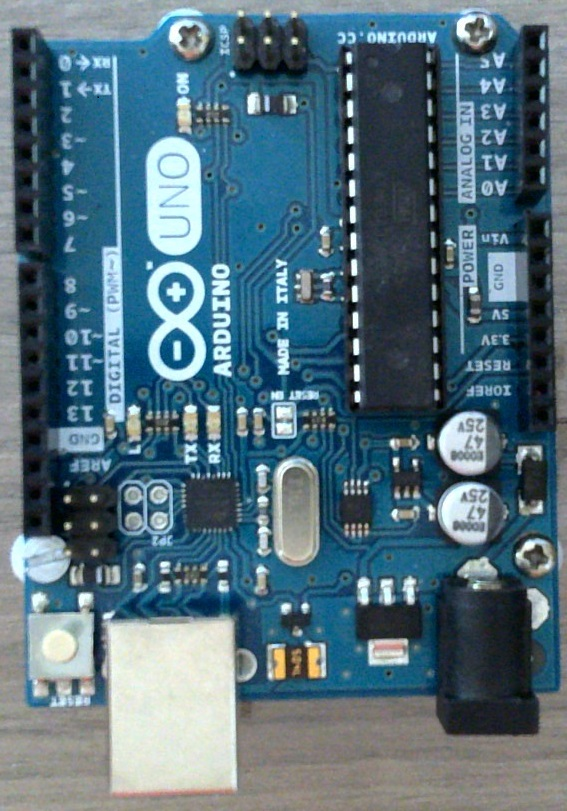 ICSP
ARDUINO.CC
RX←0
TX→1
2
~3
4
~5
~6
7
8
~9
~10
~11
12
13
GND
AREF
DIGITAL (PWM~)
ON
UNO
™
ARDUINO
MADE IN ITALY
RESET EN
L
TX
RX
JP2
RESET
ANALOG IN
A5
A4
A3
A2
A1
A0
POWER
Vin
GND
5V
3.3V
RESET
IOREF
47
25V
47
25V